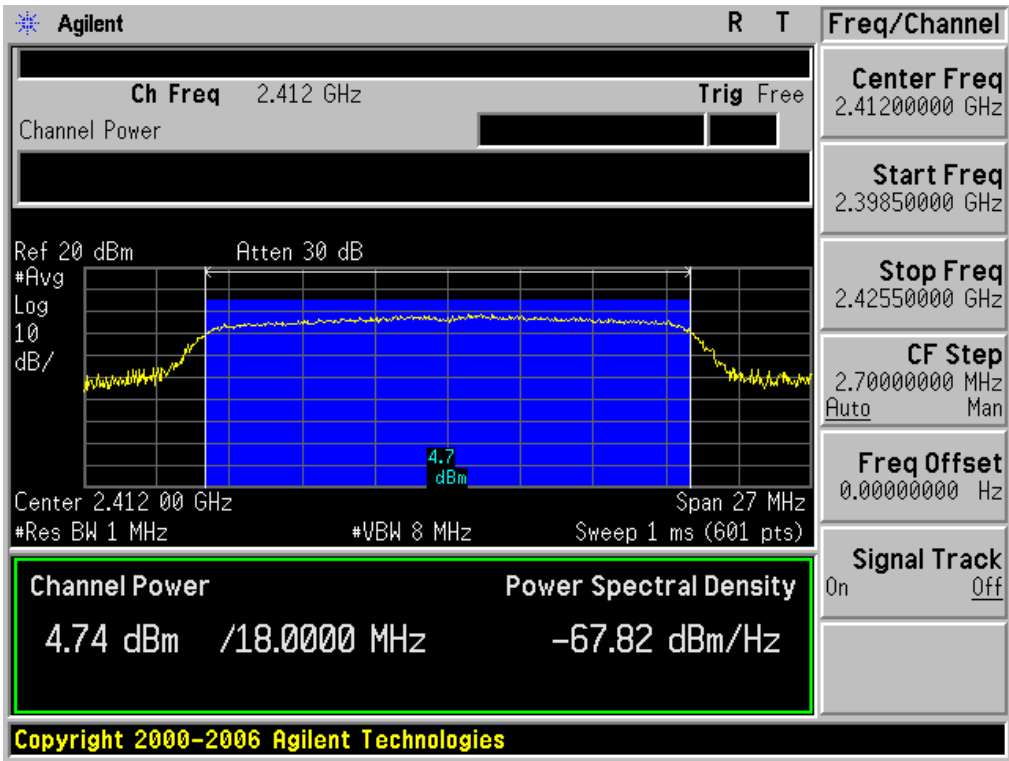 Agilent R T
Ch Freq 2.412 GHz Trig Free
Channel Power
Ref 20 dBm Atten 30 dB
#Avg
Log
10
dB/
4.7
dBm
Center 2.412 00 GHz Span 27 MHz
#Res BW 1 MHz #VBW 8 MHz Sweep 1 ms (601 pts)
Channel Power Power Spectral Density
4.74 dBm /18.0000 MHz -67.82 dBm/Hz
Copyright 2000-2006 Agilent Technologies
Freq/Channel
Center Freq
2.41200000 GHz
Start Freq
2.39850000 GHz
Stop Freq
2.42550000 GHz
CF Step
2.70000000 MHz
Auto Man
Freq Offset
0.00000000 Hz
Signal Track
On Off